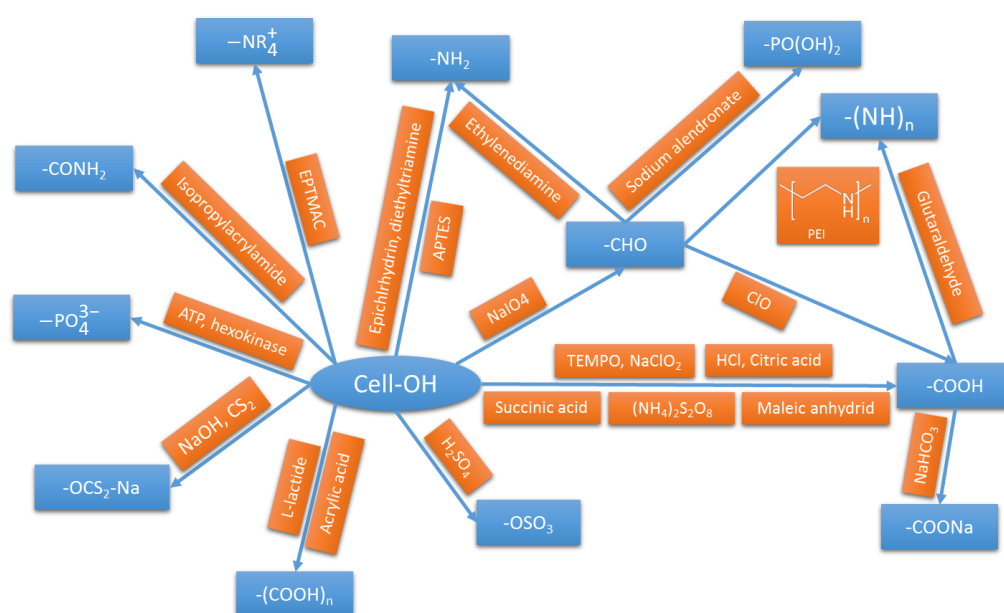 –NR₄⁺
-NH₂
-PO(OH)₂
-(NH)ₙ
-CONH₂
Isopropylacrylamide
EPTMAC
Epichlrhydrin, diethyltriamine
APTES
Ethylenediamine
Sodium alendronate
N
H
n
PEI
Glutaraldehyde
-CHO
NaIO4
ClO
–PO₄³⁻
ATP, hexokinase
Cell-OH
TEMPO, NaClO₂
HCl, Citric acid
-COOH
Succinic acid
(NH₄)₂S₂O₈
Maleic anhydrid
NaOH, CS₂
-OCS₂-Na
L-lactide
Acrylic acid
H₂SO₄
-OSO₃
NaHCO₃
-COONa
-(COOH)ₙ